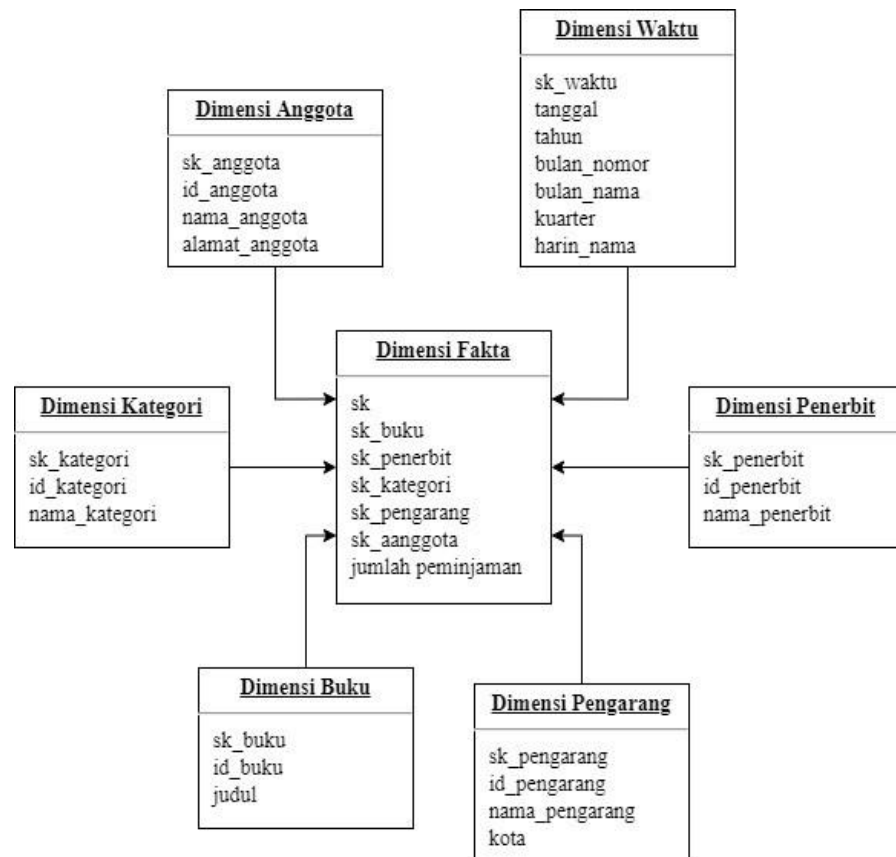 Dimensi Waktu
sk_waktu
tanggal
tahun
bulan_nomor
bulan_nama
kuarter
harin_nama
Dimensi Anggota
sk_anggota
id_anggota
nama_anggota
alamat_anggota
Dimensi Fakta
sk
sk_buku
sk_penerbit
sk_kategori
sk_pengarang
sk_aanggota
jumlah peminjaman
Dimensi Kategori
sk_kategori
id_kategori
nama_kategori
Dimensi Penerbit
sk_penerbit
id_penerbit
nama_penerbit
Dimensi Buku
sk_buku
id_buku
judul
Dimensi Pengarang
sk_pengarang
id_pengarang
nama_pengarang
kota